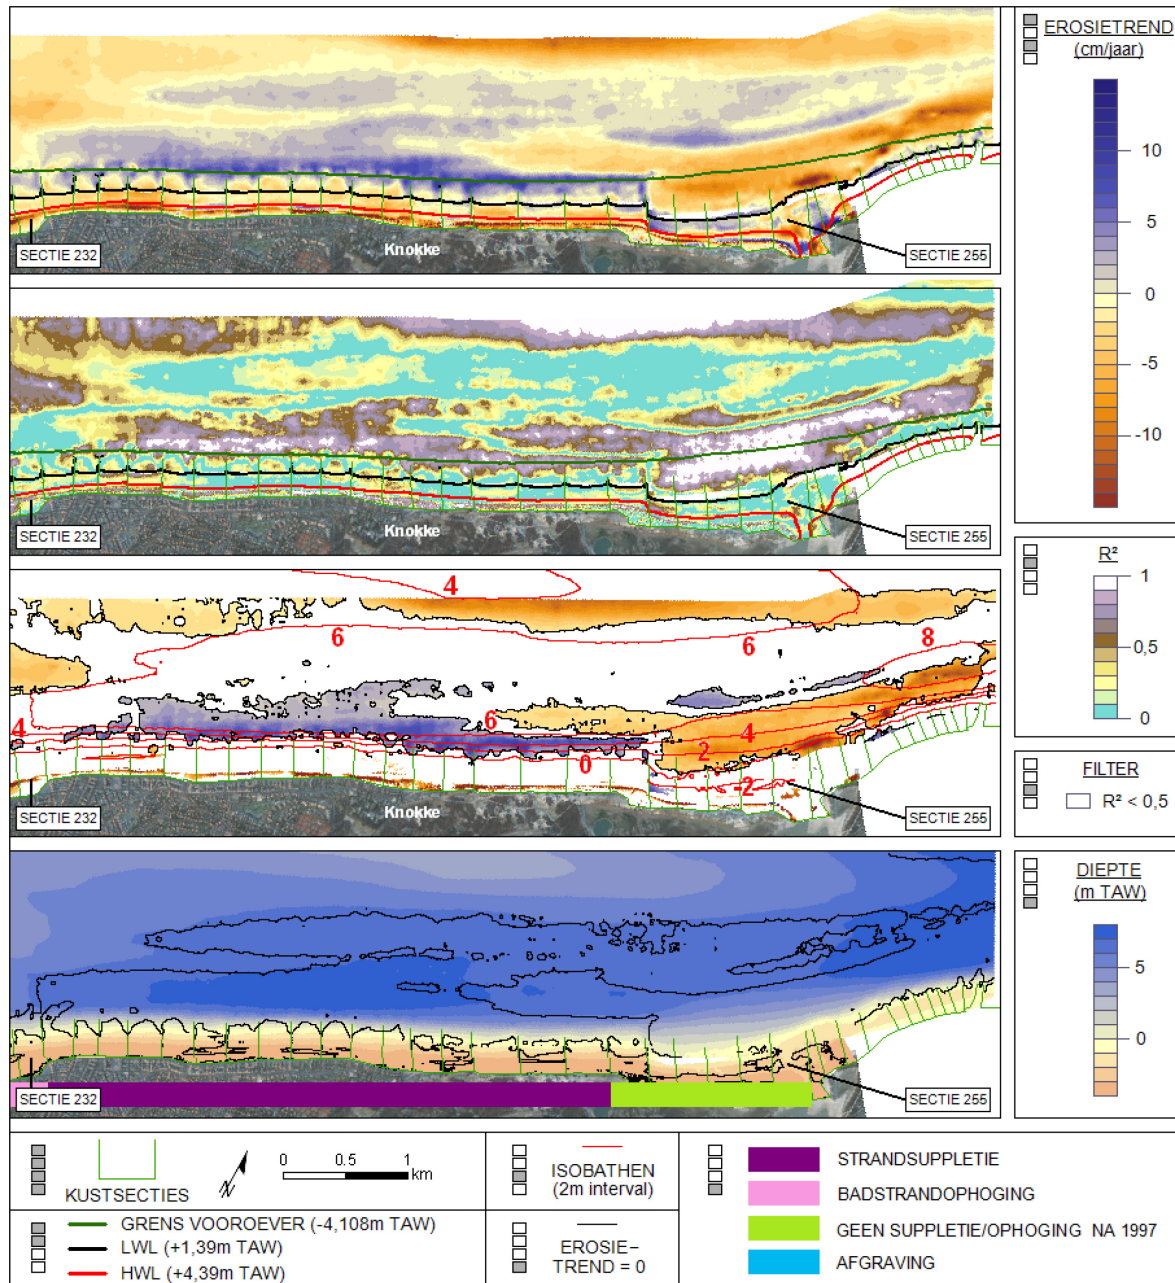 EROSIETREND
(cm/jaar)
10
5
0
-5
-10
SECTIE 232
Knokke
SECTIE 255
R²
1
0,5
0
SECTIE 232
Knokke
SECTIE 255
4
6
6
8
4
6
4
2
0
-2
FILTER
R² < 0,5
SECTIE 232
Knokke
SECTIE 255
DIEPTE
(m TAW)
5
0
SECTIE 232
SECTIE 255
KUSTSECTIES
N
0 0.5 1
km
GRENS VOOROEVER (-4,108m TAW)
LWL (+1,39m TAW)
HWL (+4,39m TAW)
ISOBATHEN
(2m interval)
EROSIE-
TREND = 0
STRANDSUPPLETIE
BADSTRANDOPHOGING
GEEN SUPPLETIE/OPHOGING NA 1997
AFGRAVING